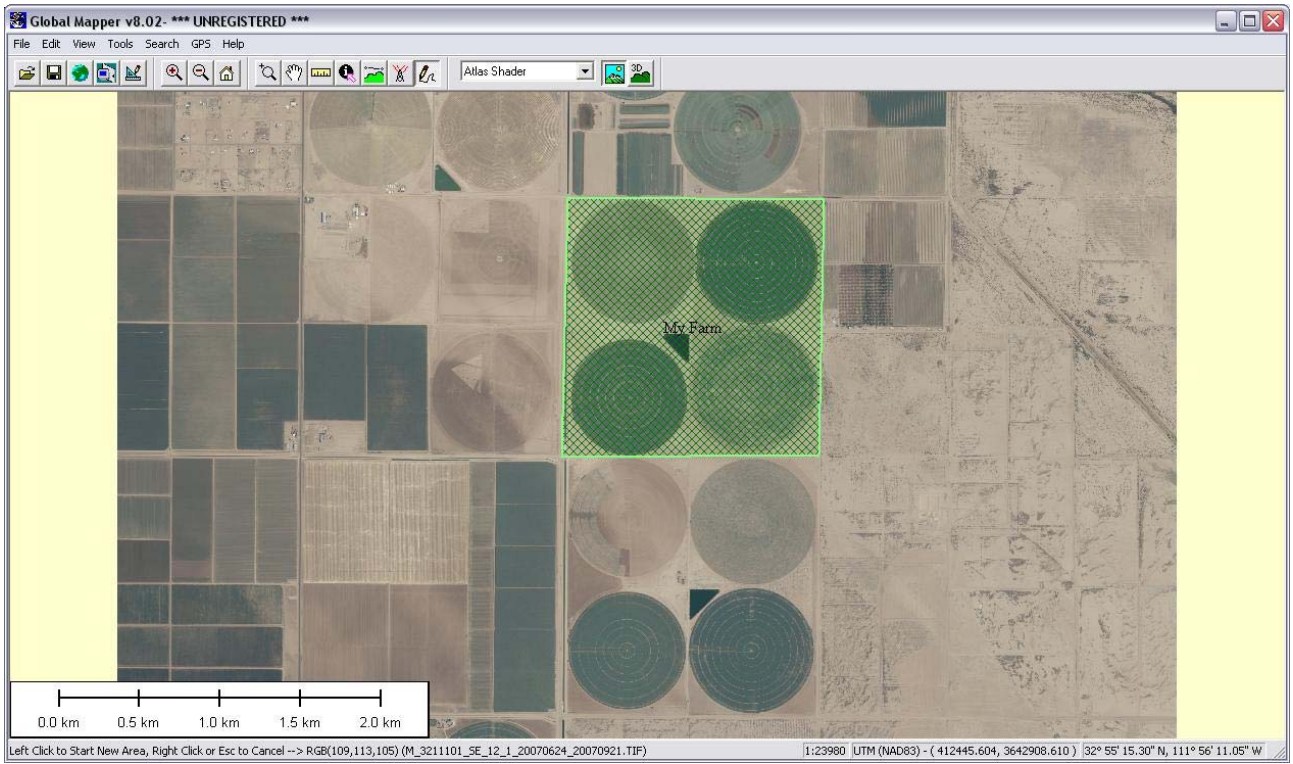 Global Mapper v8.02- *** UNREGISTERED ***
File Edit View Tools Search GPS Help
Atlas Shader
3D
My Farm
0.0 km 0.5 km 1.0 km 1.5 km 2.0 km
Left Click to Start New Area, Right Click or Esc to Cancel --> RGB(109,113,105) (M_3211101_SE_12_1_20070624_20070921.TIF) 1:23980 UTM (NAD83) - ( 412445.604, 3642908.610 ) 32° 55' 15.30" N, 111° 56' 11.05" W